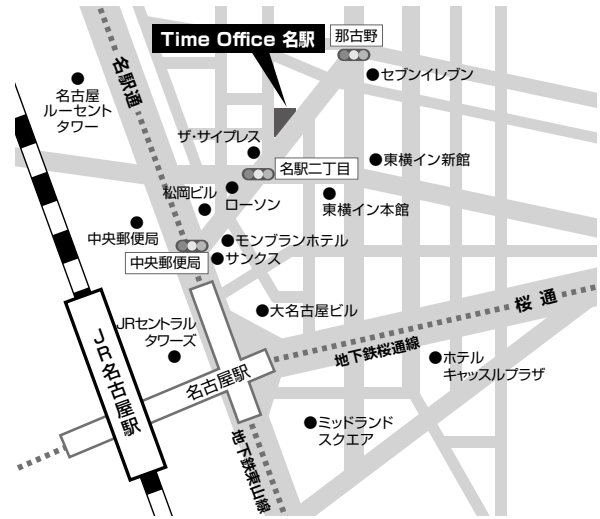 Time Office 名駅
那古野
セブンイレブン
名駅通
名古屋
ルーセント
タワー
ザ・サイプレス
名駅二丁目
東横イン新館
松岡ビル
ローソン
東横イン本館
中央郵便局
モンブランホテル
中央郵便局
サンクス
大名古屋ビル
桜通
JRセントラル
タワーズ
地下鉄桜通線
ホテル
キャッスルプラザ
JR名古屋駅
名古屋駅
ミッドランド
スクエア
地下鉄東山線